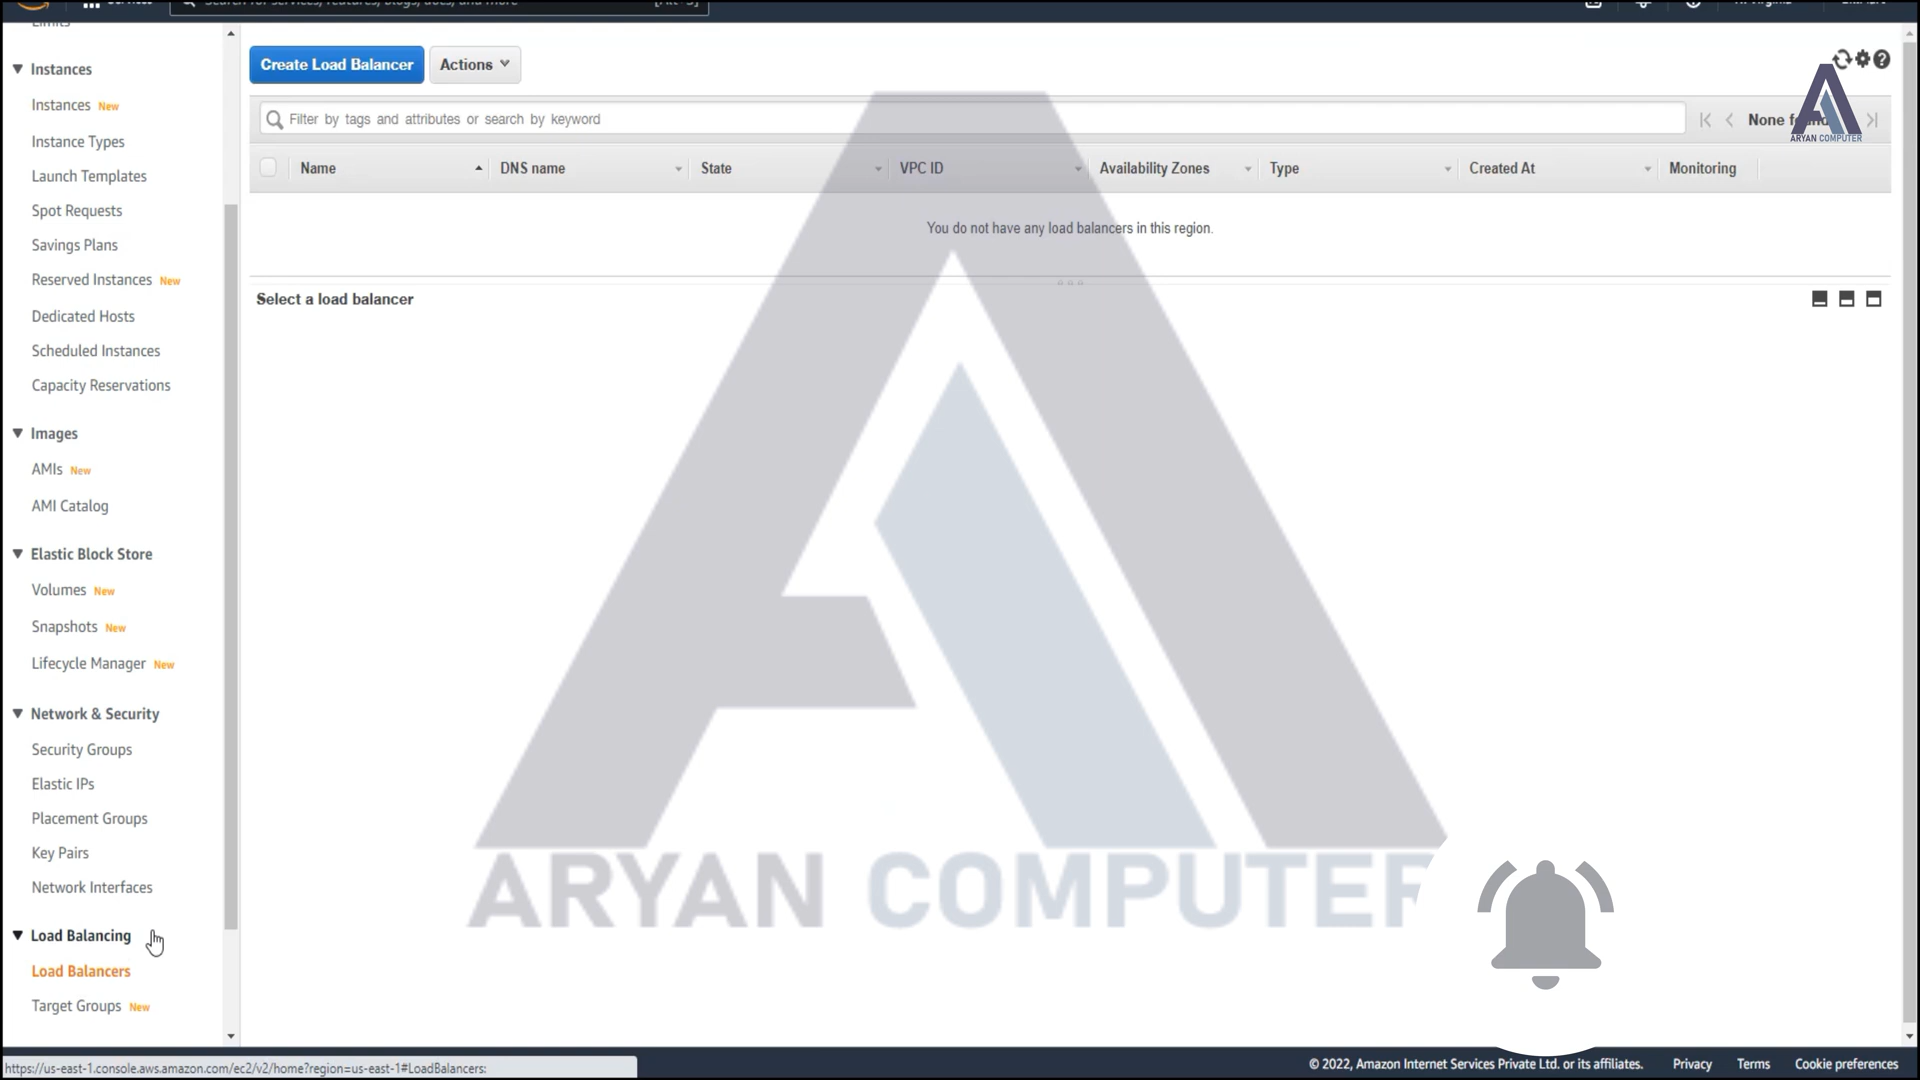 Limits
Create Load Balancer
Actions
Instances
Instances New
Filter by tags and attributes or search by keyword
None
ARYAN COMPUTER
Instance Types
Name
DNS name
State
VPC ID
Availability Zones
Type
Created At
Monitoring
Launch Templates
Spot Requests
You do not have any load balancers in this region.
Savings Plans
Reserved Instances New
Select a load balancer
Dedicated Hosts
Scheduled Instances
Capacity Reservations
Images
AMIs New
AMI Catalog
Elastic Block Store
Volumes New
Snapshots New
Lifecycle Manager New
Network & Security
Security Groups
Elastic IPs
Placement Groups
Key Pairs
ARYAN COMPUTER
Network Interfaces
Load Balancing
Load Balancers
Target Groups New
https://us-east-1.console.aws.amazon.com/ec2/v2/home?region=us-east-1#LoadBalancers:
© 2022, Amazon Internet Services Private Ltd. or its affiliates.
Privacy
Terms
Cookie preferences